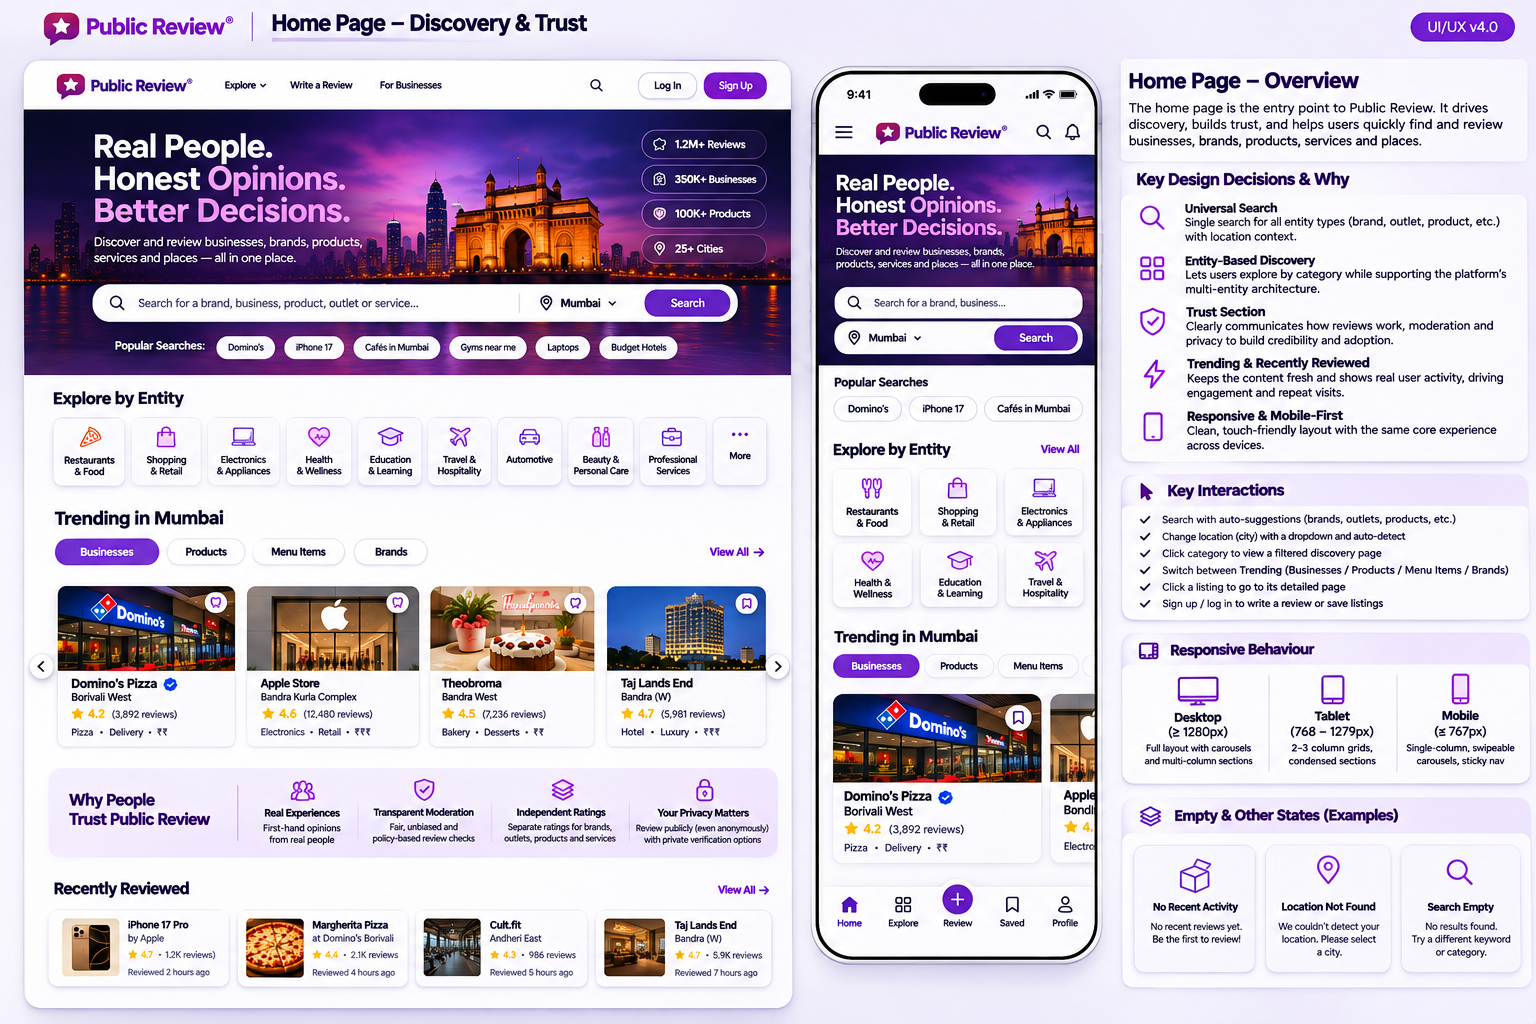 Public Review®
Home Page – Discovery & Trust
UI/UX v4.0
Public Review®
Explore
Write a Review
For Businesses
Log In
Sign Up
Real People.
Honest Opinions.
Better Decisions.
Discover and review businesses, brands, products,
services and places — all in one place.
1.2M+ Reviews
350K+ Businesses
100K+ Products
25+ Cities
Search for a brand, business, product, outlet or service...
Mumbai
Search
Popular Searches:
Domino's
iPhone 17
Cafés in Mumbai
Gyms near me
Laptops
Budget Hotels
Explore by Entity
Restaurants
& Food
Shopping
& Retail
Electronics
& Appliances
Health
& Wellness
Education
& Learning
Travel &
Hospitality
Automotive
Beauty &
Personal Care
Professional
Services
More
Trending in Mumbai
Businesses
Products
Menu Items
Brands
View All →
Domino's
Theobroma
Domino's Pizza
Borivali West
4.2 (3,892 reviews)
Pizza • Delivery • ₹₹
Apple Store
Bandra Kurla Complex
4.6 (12,480 reviews)
Electronics • Retail • ₹₹₹
Theobroma
Bandra West
4.5 (7,236 reviews)
Bakery • Desserts • ₹₹
Taj Lands End
Bandra (W)
4.7 (5,981 reviews)
Hotel • Luxury • ₹₹₹
Why People
Trust Public Review
Real Experiences
First-hand opinions
from real people
Transparent Moderation
Fair, unbiased and
policy-based review checks
Independent Ratings
Separate ratings for brands,
outlets, products and services
Your Privacy Matters
Review publicly (even anonymously)
with private verification options
Recently Reviewed
View All →
iPhone 17 Pro
by Apple
4.7 • 1.2K reviews)
Reviewed 2 hours ago
Margherita Pizza
at Domino's Borivali
4.4 • 2.1K reviews
Reviewed 4 hours ago
Cult.fit
Andheri East
4.3 • 986 reviews
Reviewed 5 hours ago
Taj Lands End
Bandra (W)
4.7 • 5.9K reviews
Reviewed 7 hours ago
9:41
Public Review®
Real People.
Honest Opinions.
Better Decisions.
Discover and review businesses, brands,
products, services and places — all in one place.
Search for a brand, business...
Mumbai
Search
Popular Searches
Domino's
iPhone 17
Cafés in Mumbai
Explore by Entity
View All
Restaurants
& Food
Shopping
& Retail
Electronics
& Appliances
Health &
Wellness
Education
& Learning
Travel &
Hospitality
Trending in Mumbai
Businesses
Products
Menu Items
Domino's
Domino's Pizza
Borivali West
4.2 (3,892 reviews)
Pizza • Delivery • ₹₹
Apple
Bondl
4.
Electro
Home
Explore
Review
Saved
Profile
Home Page – Overview
The home page is the entry point to Public Review. It drives
discovery, builds trust, and helps users quickly find and review
businesses, brands, products, services and places.
Key Design Decisions & Why
Universal Search
Single search for all entity types (brand, outlet, product, etc.)
with location context.
Entity-Based Discovery
Lets users explore by category while supporting the platform's
multi-entity architecture.
Trust Section
Clearly communicates how reviews work, moderation and
privacy to build credibility and adoption.
Trending & Recently Reviewed
Keeps the content fresh and shows real user activity, driving
engagement and repeat visits.
Responsive & Mobile-First
Clean, touch-friendly layout with the same core experience
across devices.
Key Interactions
Search with auto-suggestions (brands, outlets, products, etc.)
Change location (city) with a dropdown and auto-detect
Click category to view a filtered discovery page
Switch between Trending (Businesses / Products / Menu Items / Brands)
Click a listing to go to its detailed page
Sign up / log in to write a review or save listings
Responsive Behaviour
Desktop
(≥ 1280px)
Full layout with carousels
and multi-column sections
Tablet
(768 – 1279px)
2–3 column grids,
condensed sections
Mobile
(≤ 767px)
Single-column, swipeable
carousels, sticky nav
Empty & Other States (Examples)
No Recent Activity
No recent reviews yet.
Be the first to review!
Location Not Found
We couldn't detect your
location. Please select
a city.
Search Empty
No results found.
Try a different keyword
or category.